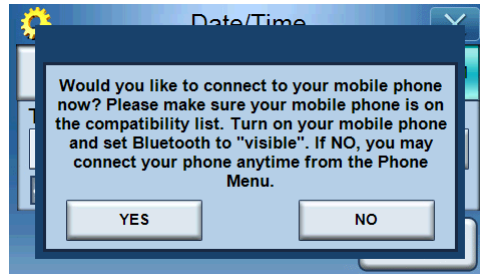 Date/Time
Would you like to connect to your mobile phone
now? Please make sure your mobile phone is on
the compatibility list. Turn on your mobile phone
and set Bluetooth to "visible". If NO, you may
connect your phone anytime from the Phone
Menu.
YES
NO